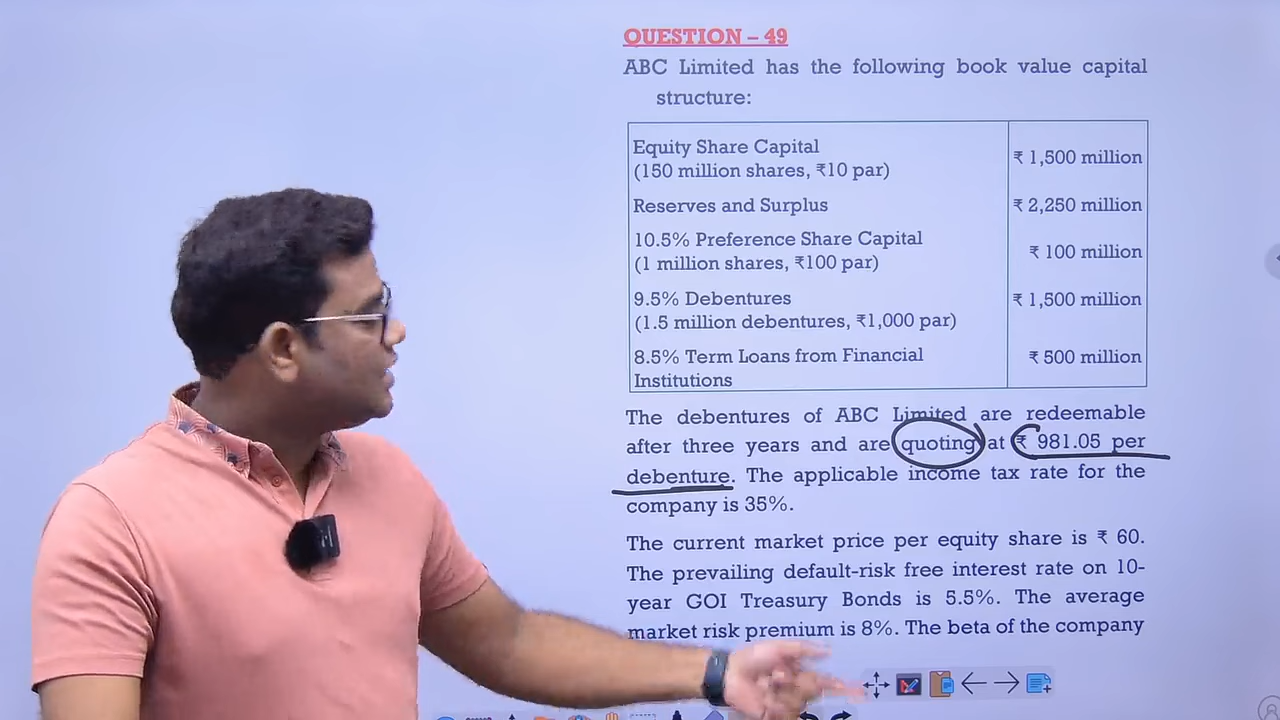 QUESTION – 49
ABC Limited has the following book value capital
structure:
Equity Share Capital
(150 million shares, ₹10 par)
₹ 1,500 million
Reserves and Surplus
₹ 2,250 million
10.5% Preference Share Capital
(1 million shares, ₹100 par)
₹ 100 million
9.5% Debentures
(1.5 million debentures, ₹1,000 par)
₹ 1,500 million
8.5% Term Loans from Financial
Institutions
₹ 500 million
The debentures of ABC Limited are redeemable
after three years and are quoting at ₹ 981.05 per
debenture. The applicable income tax rate for the
company is 35%.
The current market price per equity share is ₹ 60.
The prevailing default-risk free interest rate on 10-
year GOI Treasury Bonds is 5.5%. The average
market risk premium is 8%. The beta of the company